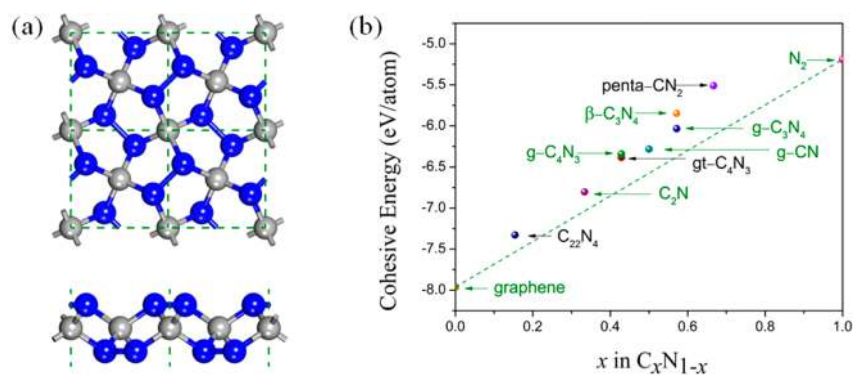 (a)
(b)
Cohesive Energy (eV/atom)
-5.0
-5.5
-6.0
-6.5
-7.0
-7.5
-8.0
N₂
penta-CN₂
β-C₃N₄
g-C₃N₄
g-C₄N₃
g-CN
gt-C₄N₃
C₂N
C₂₂N₄
graphene
0.0 0.2 0.4 0.6 0.8 1.0
x in CₓN₁₋ₓ